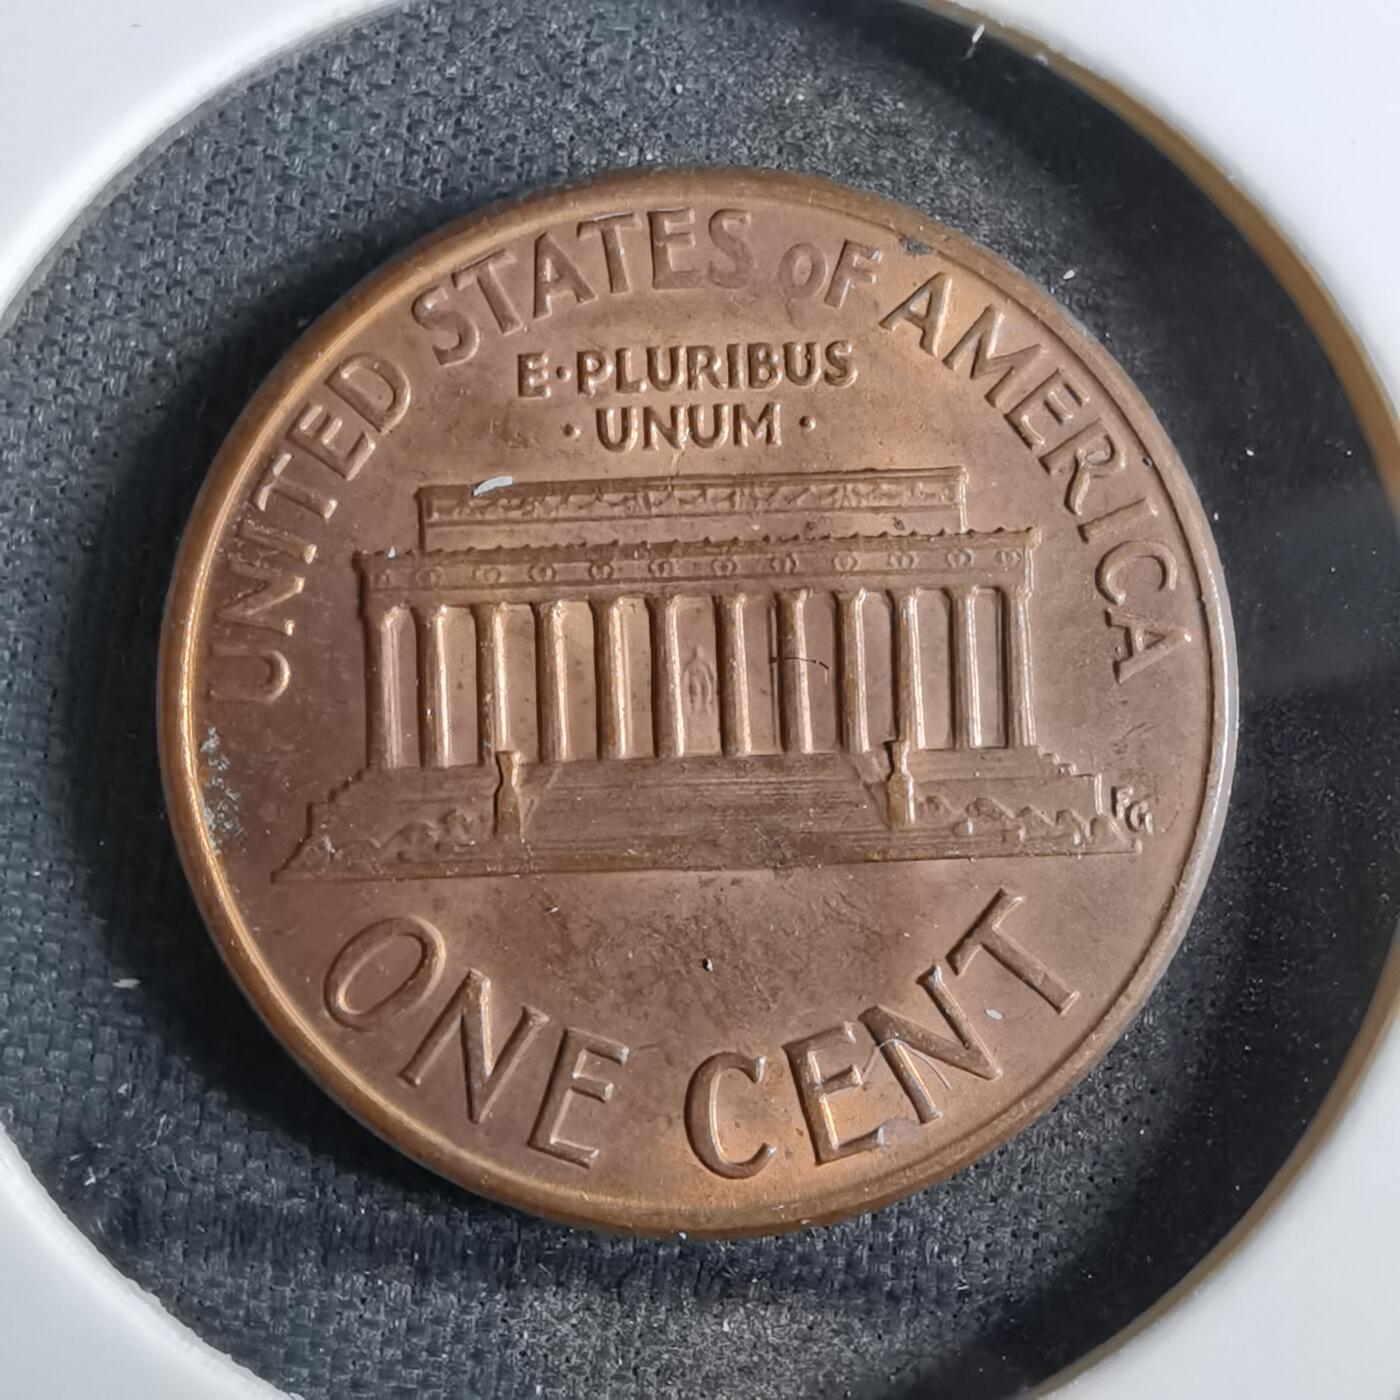 UNITED STATES OF AMERICA
E·PLURIBUS
·UNUM·
FG
ONE CENT